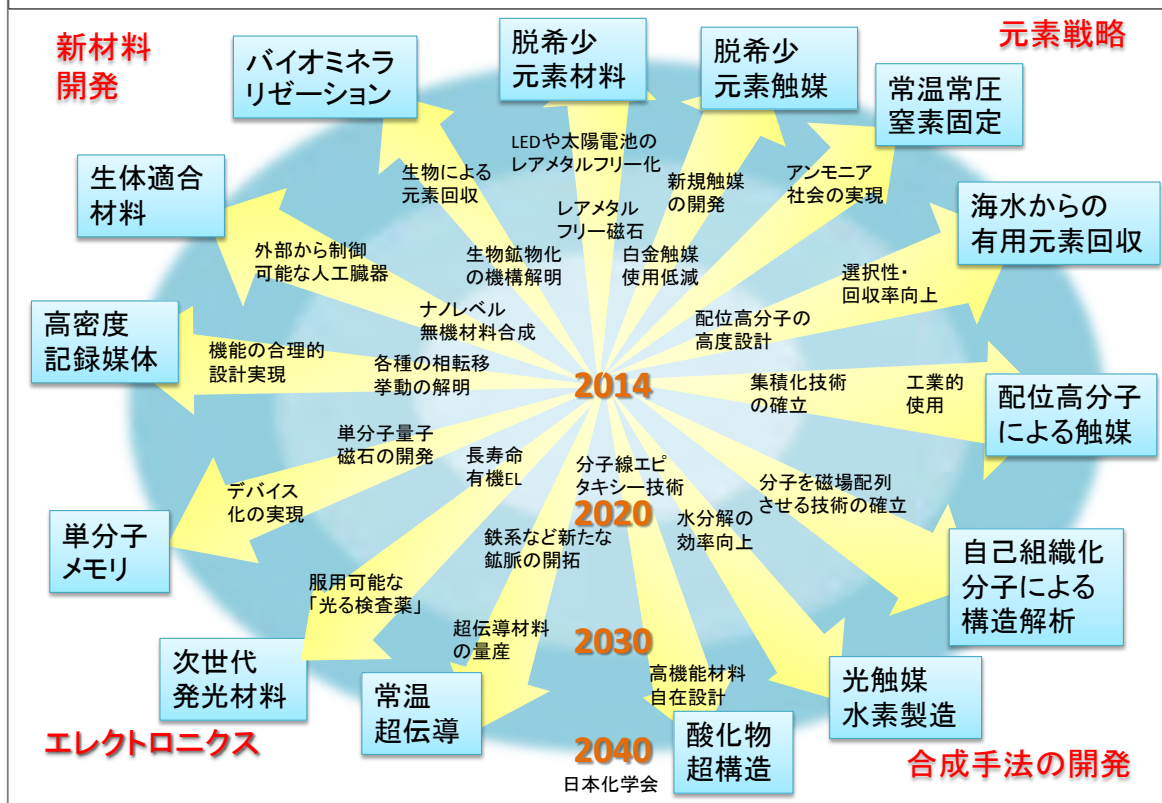 新材料
開発
元素戦略
バイオミネラ
リゼーション
脱希少
元素材料
脱希少
元素触媒
常温常圧
窒素固定
生体適合
材料
海水からの
有用元素回収
高密度
記録媒体
配位高分子
による触媒
単分子
メモリ
自己組織化
分子による
構造解析
次世代
発光材料
常温
超伝導
酸化物
超構造
光触媒
水素製造
エレクトロニクス
合成手法の開発
LEDや太陽電池の
レアメタルフリー化
レアメタル
フリー磁石
生物による
元素回収
生物鉱物化
の機構解明
新規触媒
の開発
白金触媒
使用低減
アンモニア
社会の実現
外部から制御
可能な人工臓器
ナノレベル
無機材料合成
選択性・
回収率向上
配位高分子の
高度設計
機能の合理的
設計実現
各種の相転移
挙動の解明
集積化技術
の確立
工業的
使用
単分子量子
磁石の開発
デバイス
化の実現
長寿命
有機EL
服用可能な
「光る検査薬」
分子線エピ
タキシー技術
鉄系など新たな
鉱脈の開拓
超伝導材料
の量産
水分解の
効率向上
分子を磁場配列
させる技術の確立
高機能材料
自在設計
2014
2020
2030
2040
日本化学会